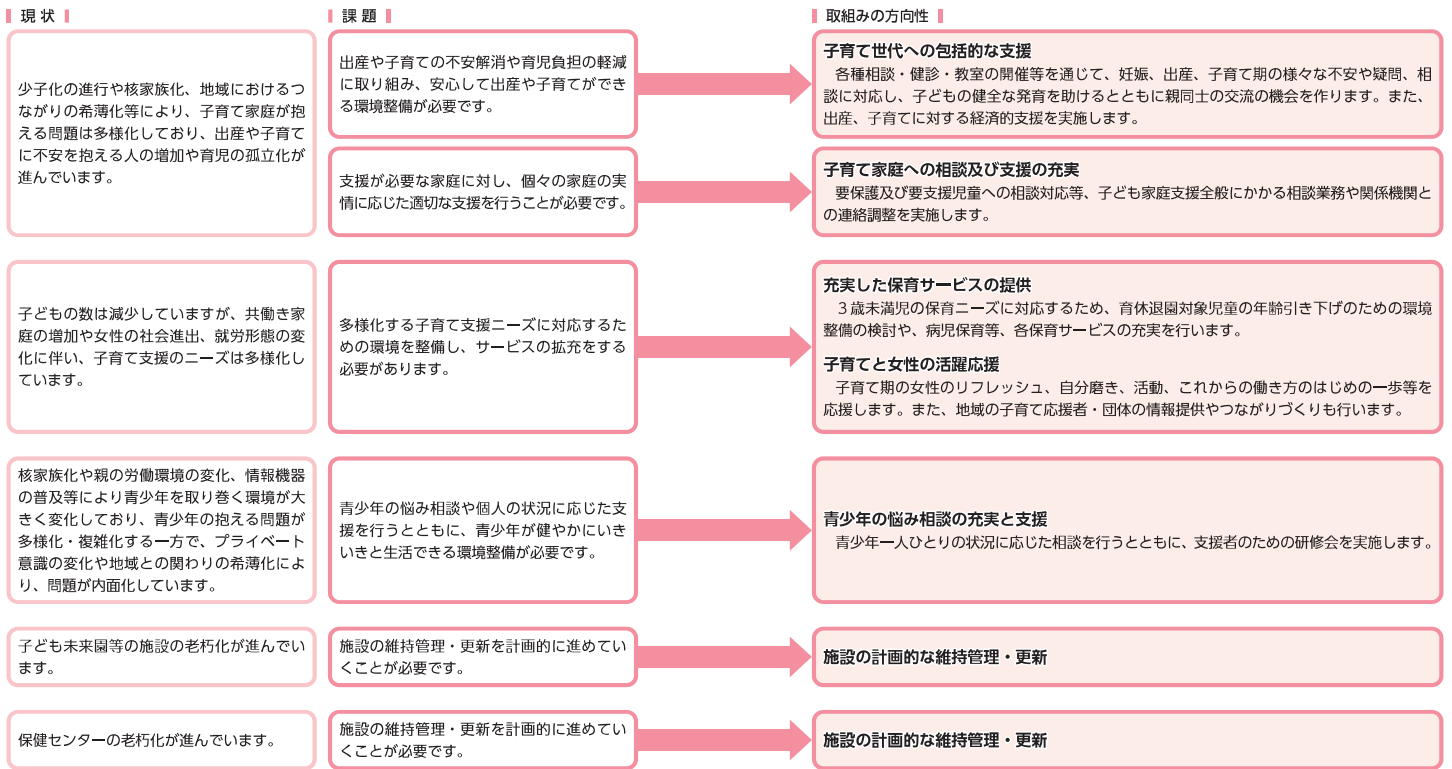 現 状
課 題
取組みの方向性
少子化の進行や核家族化、地域におけるつ
ながりの希薄化等により、子育て家庭が抱
える問題は多様化しており、出産や子育て
に不安を抱える人の増加や育児の孤立化が
進んでいます。
出産や子育ての不安解消や育児負担の軽減
に取り組み、安心して出産や子育てができ
る環境整備が必要です。
子育て世代への包括的な支援
各種相談・健診・教室の開催等を通じて、妊娠、出産、子育て期の様々な不安や疑問、相
談に対応し、子どもの健全な発育を助けるとともに親同士の交流の機会を作ります。また、
出産、子育てに対する経済的支援を実施します。
支援が必要な家庭に対し、個々の家庭の実
情に応じた適切な支援を行うことが必要です。
子育て家庭への相談及び支援の充実
要保護及び要支援児童への相談対応等、子ども家庭支援全般にかかる相談業務や関係機関と
の連絡調整を実施します。
子どもの数は減少していますが、共働き家
庭の増加や女性の社会進出、就労形態の変
化に伴い、子育て支援のニーズは多様化し
ています。
多様化する子育て支援ニーズに対応するた
めの環境を整備し、サービスの拡充をする
必要があります。
充実した保育サービスの提供
３歳未満児の保育ニーズに対応するため、育休退園対象児童の年齢引き下げのための環境
整備の検討や、病児保育等、各保育サービスの充実を行います。
子育てと女性の活躍応援
子育て期の女性のリフレッシュ、自分磨き、活動、これからの働き方のはじめの一歩等を
応援します。また、地域の子育て応援者・団体の情報提供やつながりづくりも行います。
核家族化や親の労働環境の変化、情報機器
の普及等により青少年を取り巻く環境が大
きく変化しており、青少年の抱える問題が
多様化・複雑化する一方で、プライベート
意識の変化や地域との関わりの希薄化によ
り、問題が内面化しています。
青少年の悩み相談や個人の状況に応じた支
援を行うとともに、青少年が健やかにいき
いきと生活できる環境整備が必要です。
青少年の悩み相談の充実と支援
青少年一人ひとりの状況に応じた相談を行うとともに、支援者のための研修会を実施します。
子ども未来園等の施設の老朽化が進んでい
ます。
施設の維持管理・更新を計画的に進めてい
くことが必要です。
施設の計画的な維持管理・更新
保健センターの老朽化が進んでいます。
施設の維持管理・更新を計画的に進めてい
くことが必要です。
施設の計画的な維持管理・更新